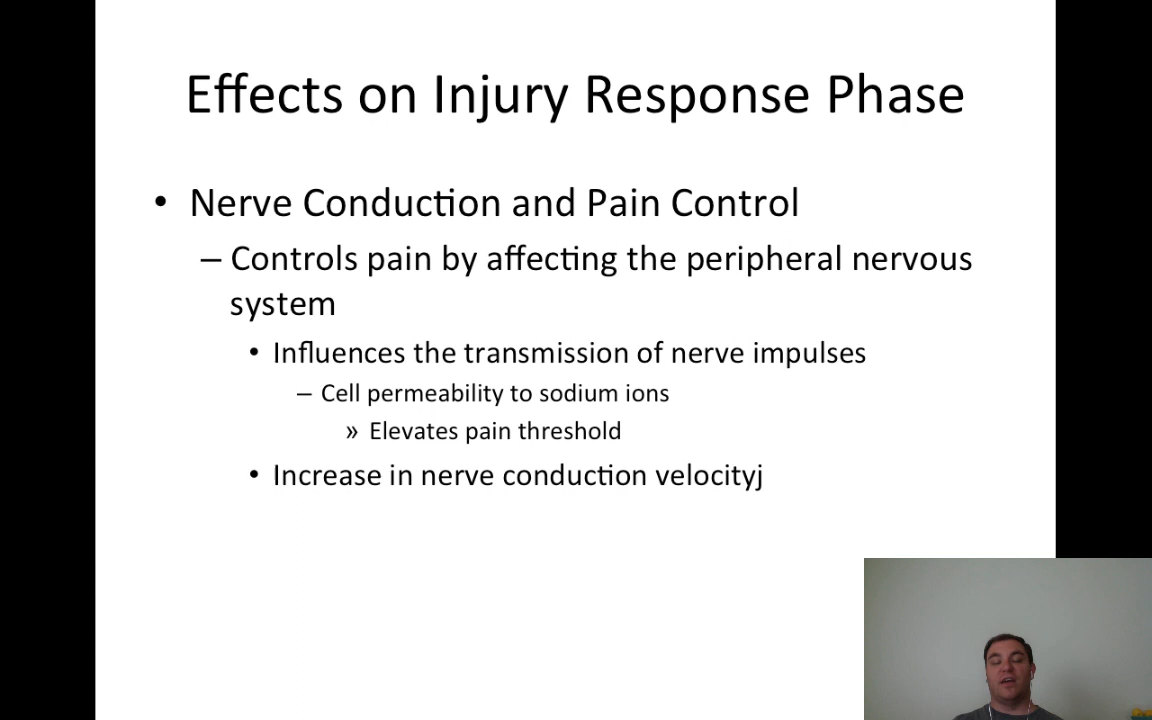 Effects on Injury Response Phase
• Nerve Conduction and Pain Control
– Controls pain by affecting the peripheral nervous
system
• Influences the transmission of nerve impulses
– Cell permeability to sodium ions
» Elevates pain threshold
• Increase in nerve conduction velocityj